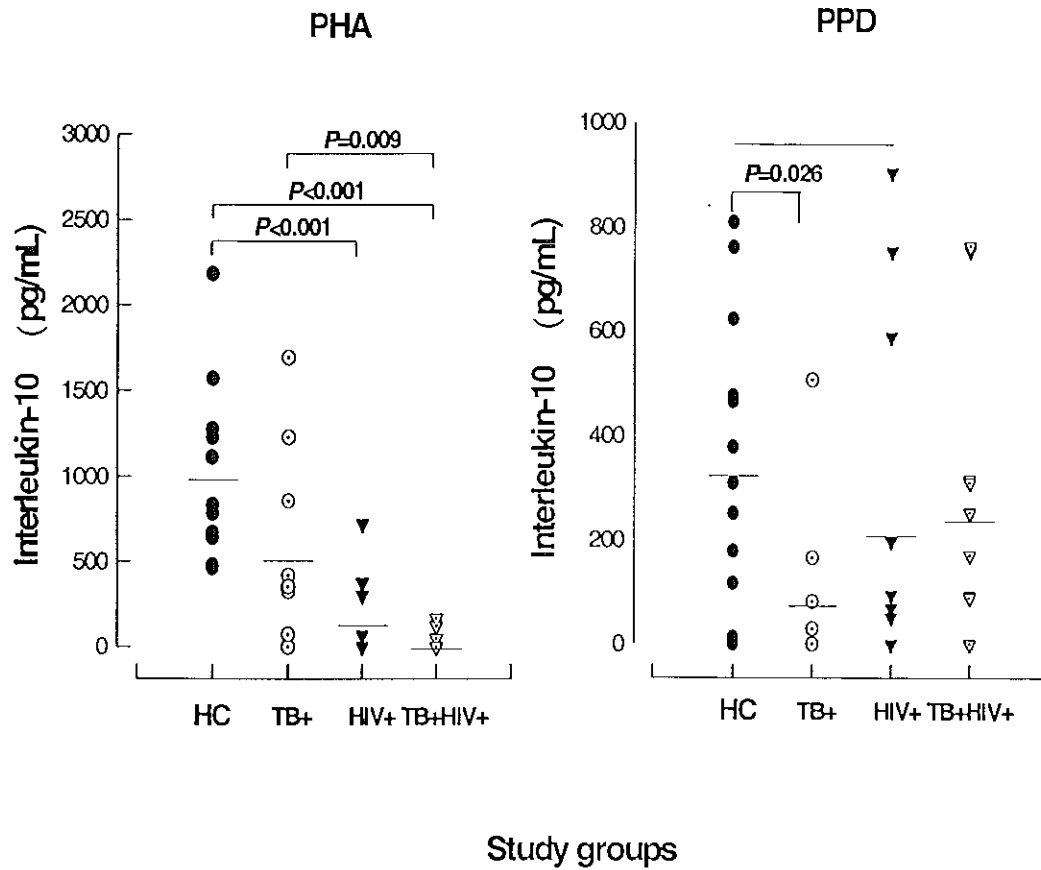 PHA
PPD
3000
2500
2000
1500
1000
500
0
Interleukin-10 (pg/mL)
P=0.009
P<0.001
P<0.001
HC TB+ HIV+ TB+HIV+
1000
800
600
400
200
0
Interleukin-10 (pg/mL)
P=0.026
HC TB+ HIV+ TB+HIV+
Study groups